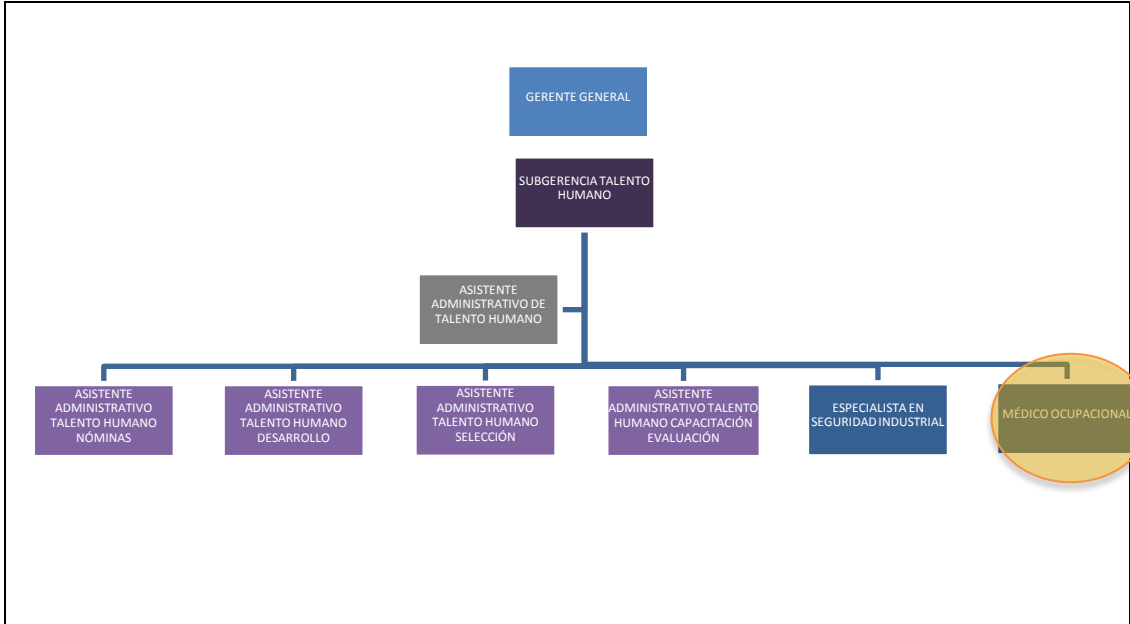 GERENTE GENERAL
SUBGERENCIA TALENTO
HUMANO
ASISTENTE
ADMINISTRATIVO DE
TALENTO HUMANO
ASISTENTE
ADMINISTRATIVO
TALENTO HUMANO
NÓMINAS
ASISTENTE
ADMINISTRATIVO
TALENTO HUMANO
DESARROLLO
ASISTENTE
ADMINISTRATIVO
TALENTO HUMANO
SELECCIÓN
ASISTENTE
ADMINISTRATIVO TALENTO
HUMANO CAPACITACIÓN
EVALUACIÓN
ESPECIALISTA EN
SEGURIDAD INDUSTRIAL
MÉDICO OCUPACIONAL